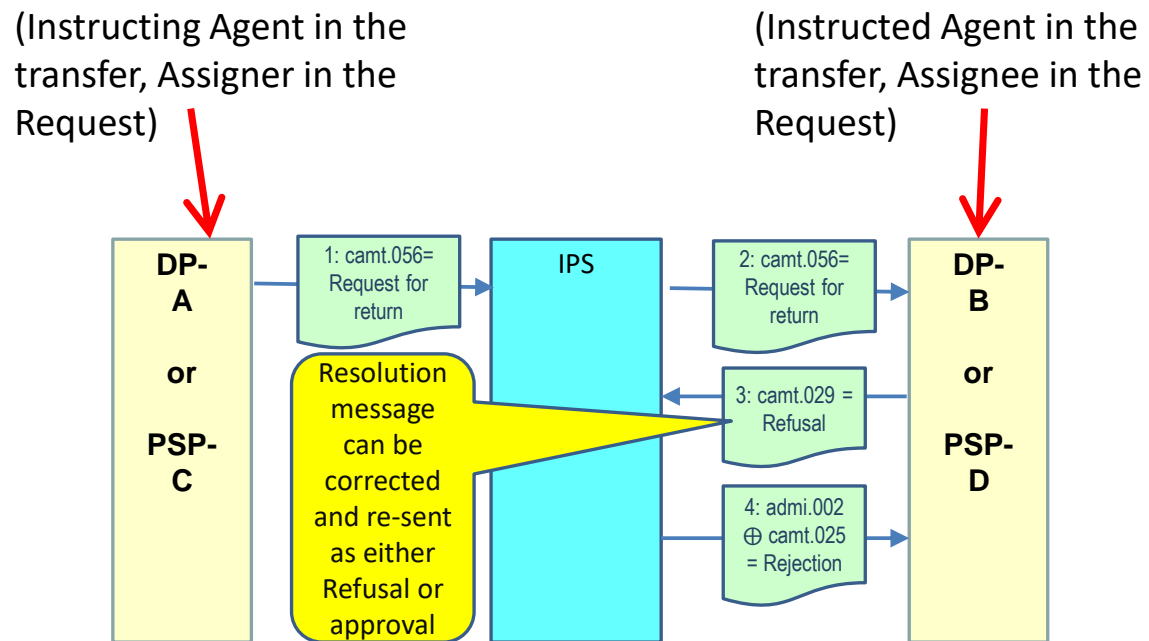 (Instructing Agent in the
transfer, Assigner in the
Request)
(Instructed Agent in the
transfer, Assignee in the
Request)
DP-
A
or
PSP-
C
1: camt.056=
Request for
return
IPS
2: camt.056=
Request for
return
DP-
B
or
PSP-
D
Resolution
message
can be
corrected
and re-sent
as either
Refusal or
approval
3: camt.029 =
Refusal
4: admi.002
⊕ camt.025
= Rejection